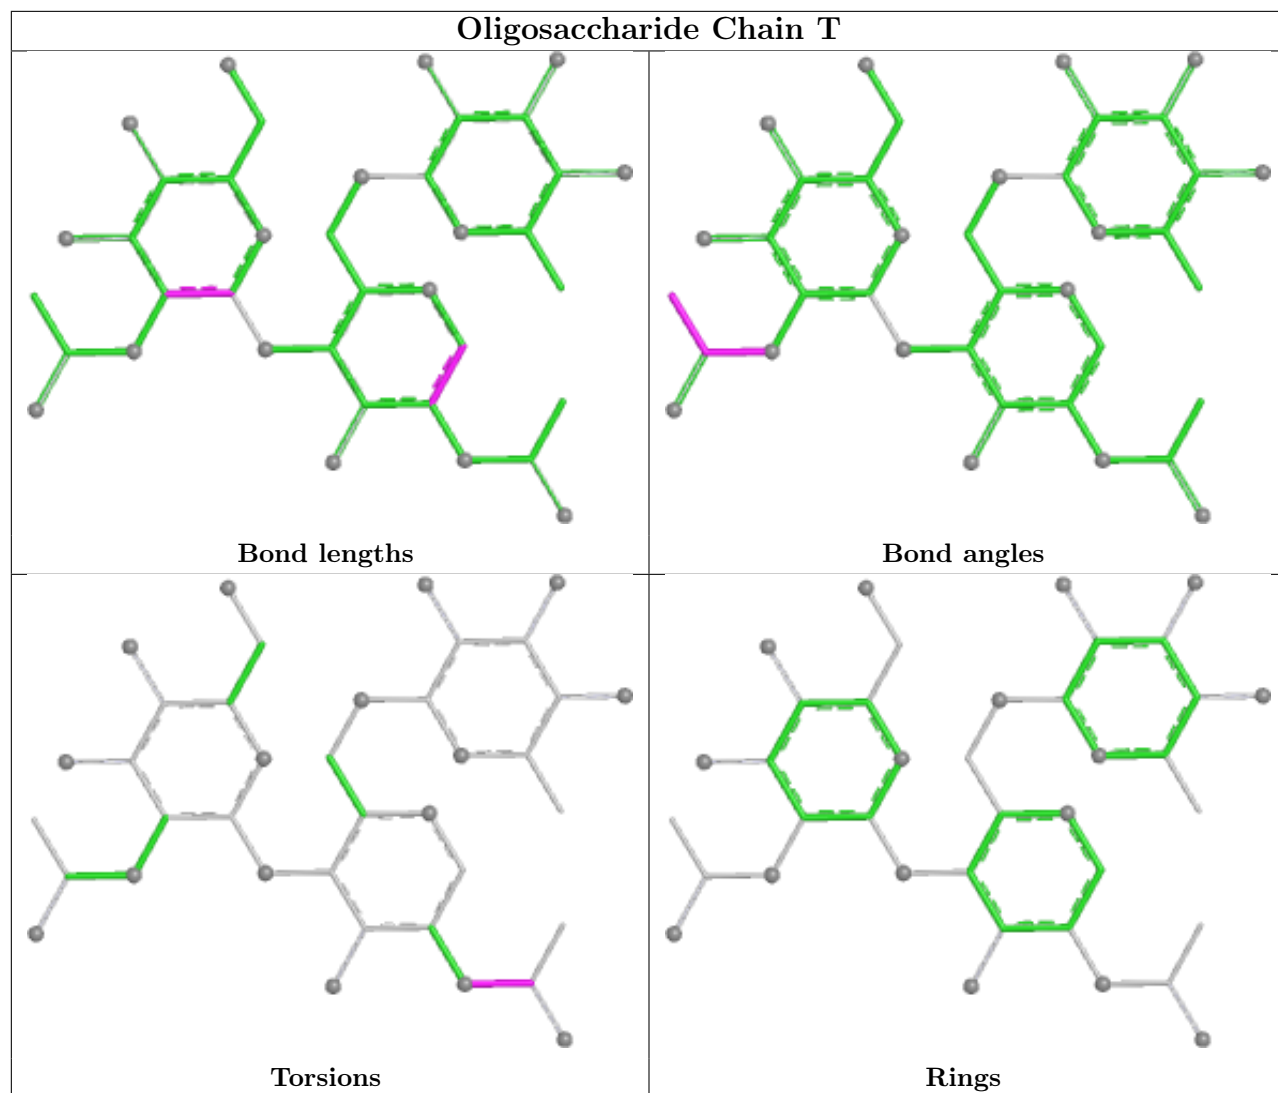 Oligosaccharide Chain T
Bond lengths
Bond angles
Torsions
Rings